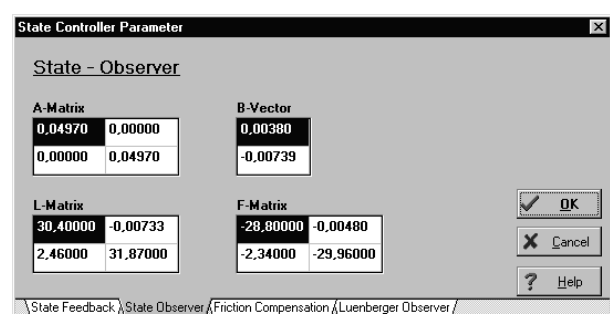 State Controller Parameter
State - Observer
A-Matrix B-Vector
0,04970 0,00000 0,00380
0,00000 0,04970 -0,00739
L-Matrix F-Matrix
30,40000 -0,00733 -28,80000 -0,00480
2,46000 31,87000 -2,34000 -29,96000
OK
Cancel
Help
State Feedback State Observer Friction Compensation Luenberger Observer